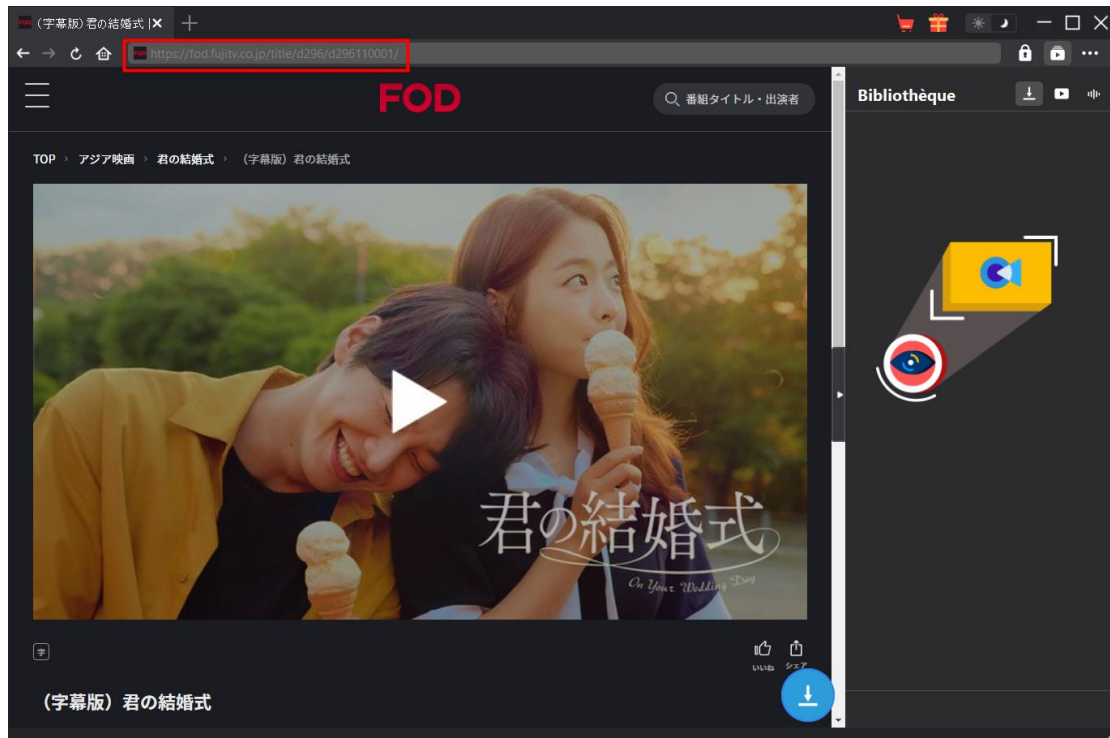 (字幕版) 君の結婚式 |
https://fod.fujitv.co.jp/title/d296/d296110001/
FOD
番組タイトル・出演者
Bibliothèque
TOP › アジア映画 › 君の結婚式 › （字幕版）君の結婚式
君の結婚式
On Your Wedding Day
字
いいね シェア
（字幕版）君の結婚式